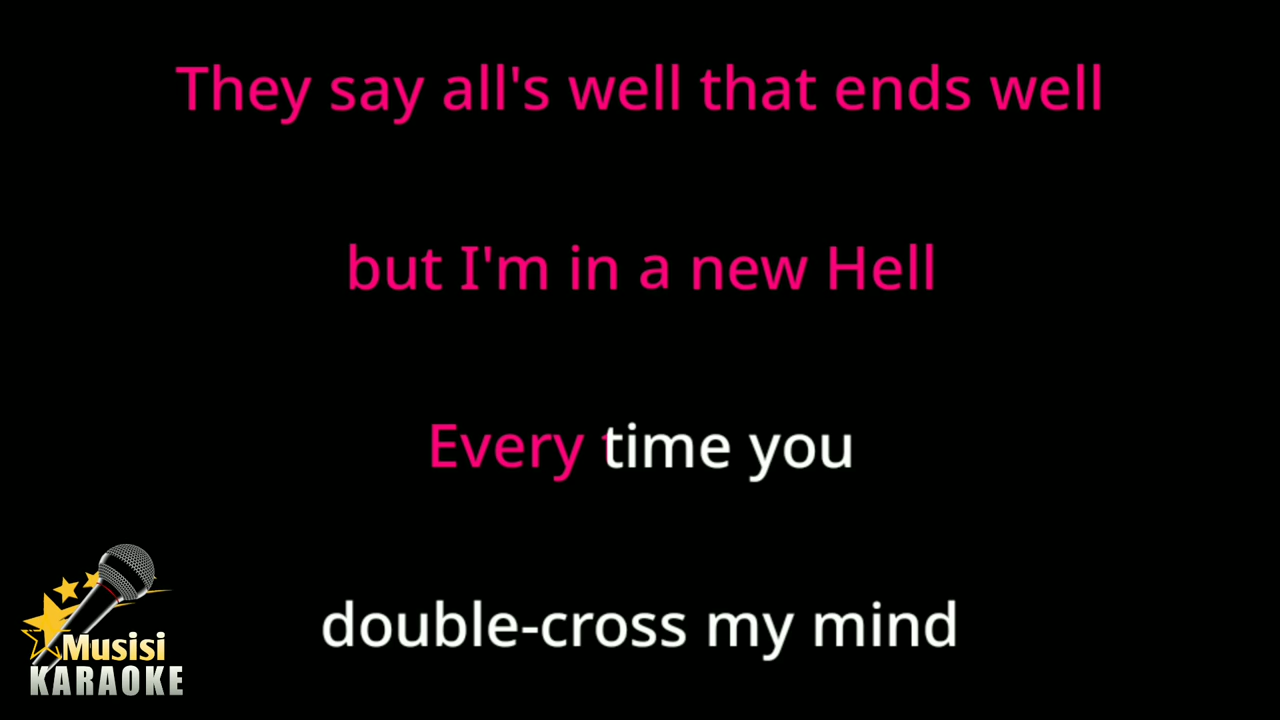 They say all's well that ends well
but I'm in a new Hell
Every time you
double-cross my mind
Musisi
KARAOKE